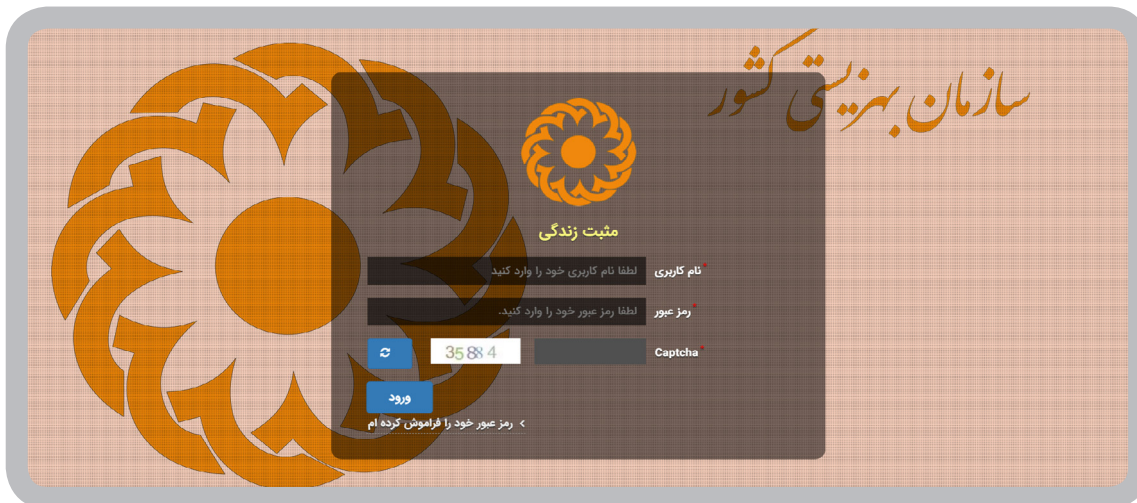 سازمان بهزیستی کشور
مثبت زندگی
*نام کاربری
لطفا نام کاربری خود را وارد کنید
*رمز عبور
لطفا رمز عبور خود را وارد کنید.
*Captcha
35884
ورود
رمز عبور خود را فراموش کرده ام